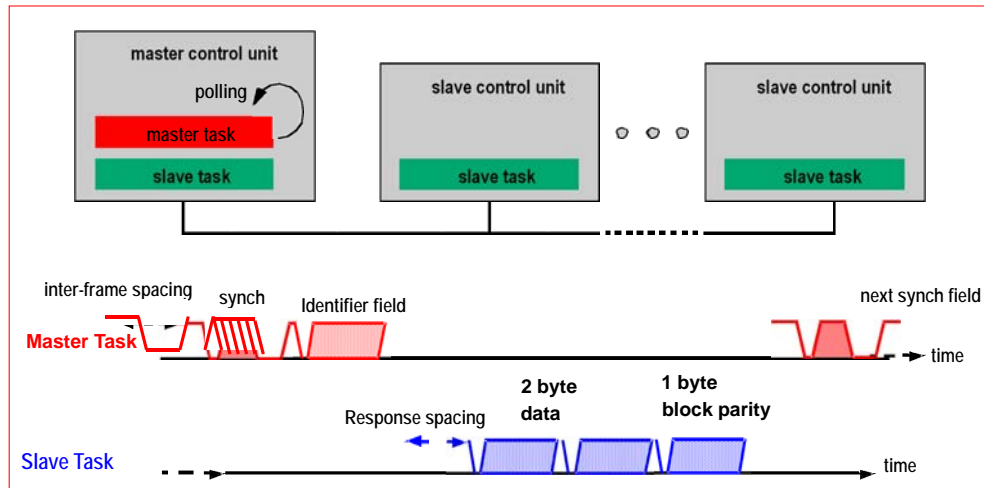 master control unit
polling
master task
slave task
slave control unit
slave task
slave control unit
slave task
inter-frame spacing
synch
Identifier field
next synch field
Master Task
time
2 byte
data
1 byte
block parity
Response spacing
Slave Task
time